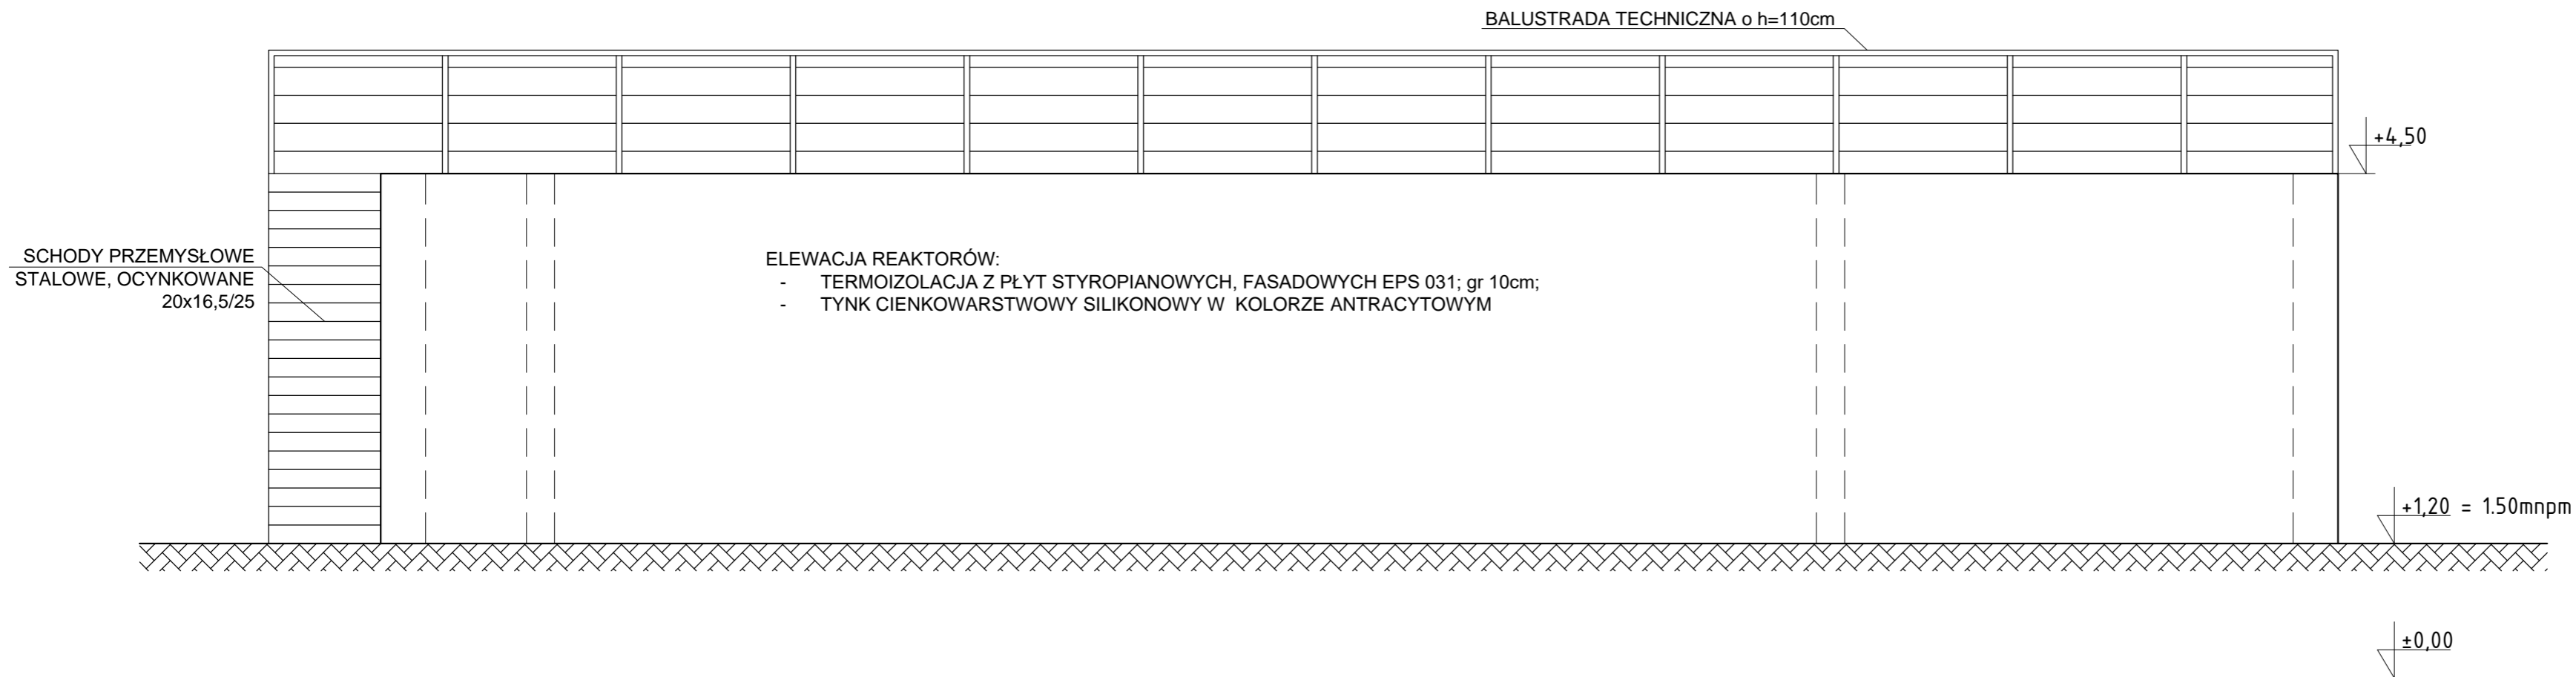 BALUSTRADA TECHNICZNA o h=110cm
+4,50
SCHODY PRZEMYSŁOWE
STALOWE, OCYNKOWANE
20x16,5/25
ELEWACJA REAKTORÓW:
- TERMOIZOLACJA Z PŁYT STYROPIANOWYCH, FASADOWYCH EPS 031; gr 10cm;
- TYNK CIENKOWARSTWOWY SILIKONOWY W KOLORZE ANTRACYTOWYM
+1,20 = 1.50mnpm
±0,00